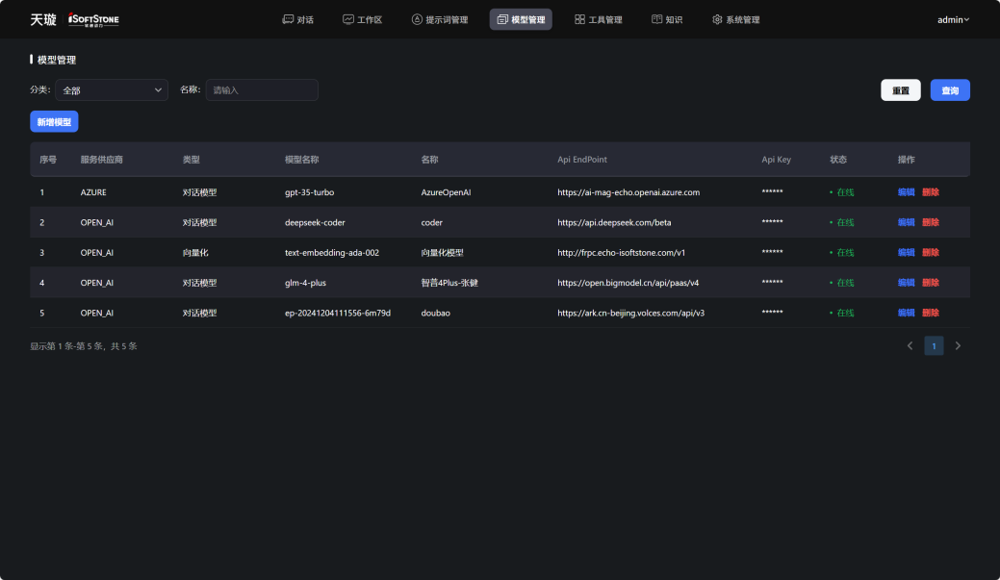 天璇 iSoftStone 对话 工作区 提示词管理 模型管理 工具管理 知识 系统管理 admin
模型管理
分类: 全部 名称: 请输入 重置 查询
新增模型
序号 服务供应商 类型 模型名称 名称 Api EndPoint Api Key 状态 操作
1 AZURE 对话模型 gpt-35-turbo AzureOpenAI https://ai-mag-echo.openai.azure.com ****** 在线 编辑 删除
2 OPEN_AI 对话模型 deepseek-coder coder https://api.deepseek.com/beta ****** 在线 编辑 删除
3 OPEN_AI 向量化 text-embedding-ada-002 向量化模型 http://frpc.echo-isoftstone.com/v1 ****** 在线 编辑 删除
4 OPEN_AI 对话模型 glm-4-plus 智普4Plus-张健 https://open.bigmodel.cn/api/paas/v4 ****** 在线 编辑 删除
5 OPEN_AI 对话模型 ep-20241204111556-6m79d doubao https://ark.cn-beijing.volces.com/api/v3 ****** 在线 编辑 删除
显示第 1 条-第 5 条，共 5 条 1